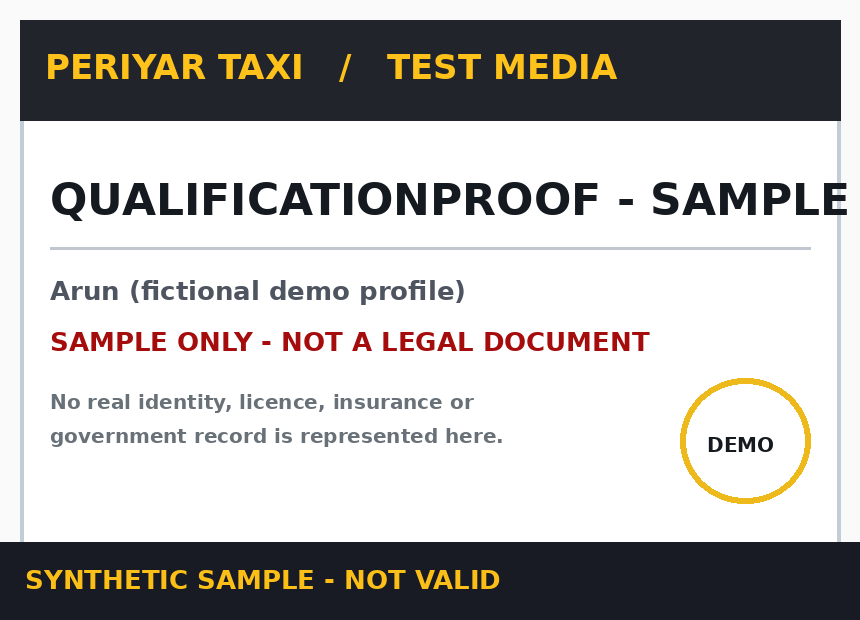 PERIYAR TAXI / TEST MEDIA
QUALIFICATIONPROOF - SAMPLE
Arun (fictional demo profile)
SAMPLE ONLY - NOT A LEGAL DOCUMENT
No real identity, licence, insurance or
government record is represented here.
DEMO
SYNTHETIC SAMPLE - NOT VALID